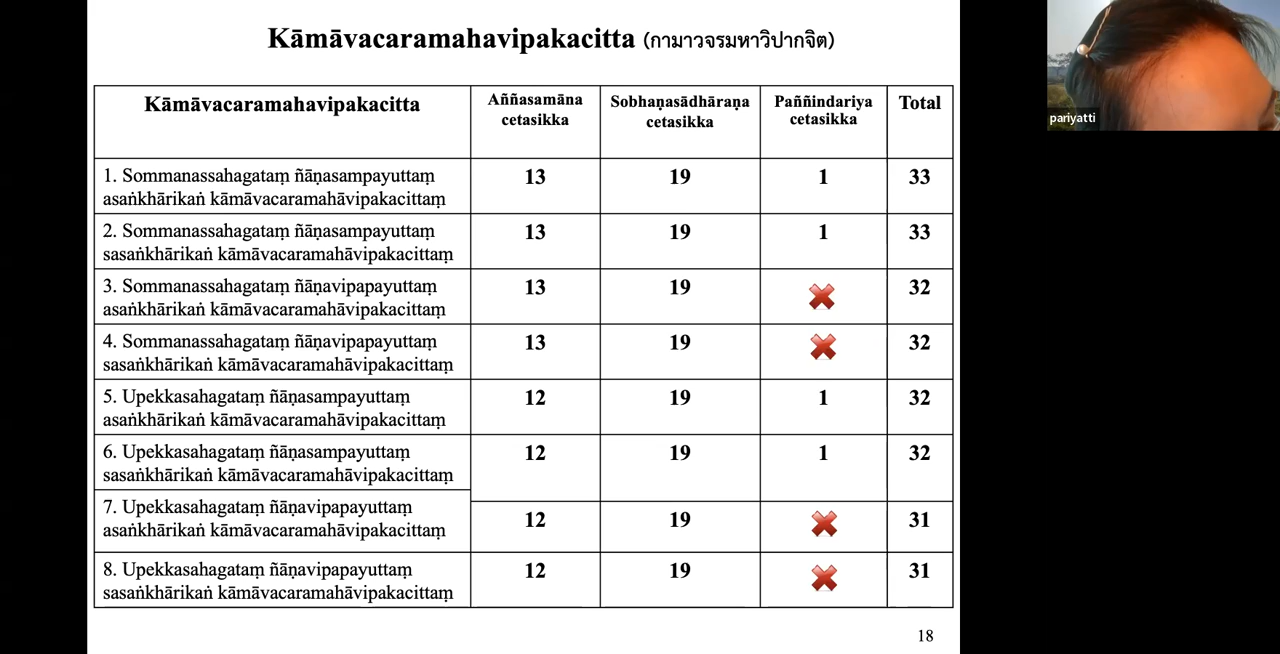 Kāmāvacaramahavipakacitta (กามาวจรมหาวิปากจิต)
Kāmāvacaramahavipakacitta
Aññasamāna
cetasikka
Sobhaṇasādhāraṇa
cetasikka
Paññindariya
cetasikka
Total
1. Sommanassahagataṃ ñāṇasampayuttaṃ
asaṅkhārikaṅ kāmāvacaramahāvipakacittaṃ
13
19
1
33
2. Sommanassahagataṃ ñāṇasampayuttaṃ
sasaṅkhārikaṅ kāmāvacaramahāvipakacittaṃ
13
19
1
33
3. Sommanassahagataṃ ñāṇavipapayuttaṃ
asaṅkhārikaṅ kāmāvacaramahāvipakacittaṃ
13
19
32
4. Sommanassahagataṃ ñāṇavipapayuttaṃ
sasaṅkhārikaṅ kāmāvacaramahāvipakacittaṃ
13
19
32
5. Upekkasahagataṃ ñāṇasampayuttaṃ
asaṅkhārikaṅ kāmāvacaramahāvipakacittaṃ
12
19
1
32
6. Upekkasahagataṃ ñāṇasampayuttaṃ
sasaṅkhārikaṅ kāmāvacaramahāvipakacittaṃ
12
19
1
32
7. Upekkasahagataṃ ñāṇavipapayuttaṃ
asaṅkhārikaṅ kāmāvacaramahāvipakacittaṃ
12
19
31
8. Upekkasahagataṃ ñāṇavipapayuttaṃ
sasaṅkhārikaṅ kāmāvacaramahāvipakacittaṃ
12
19
31
18
pariyatti